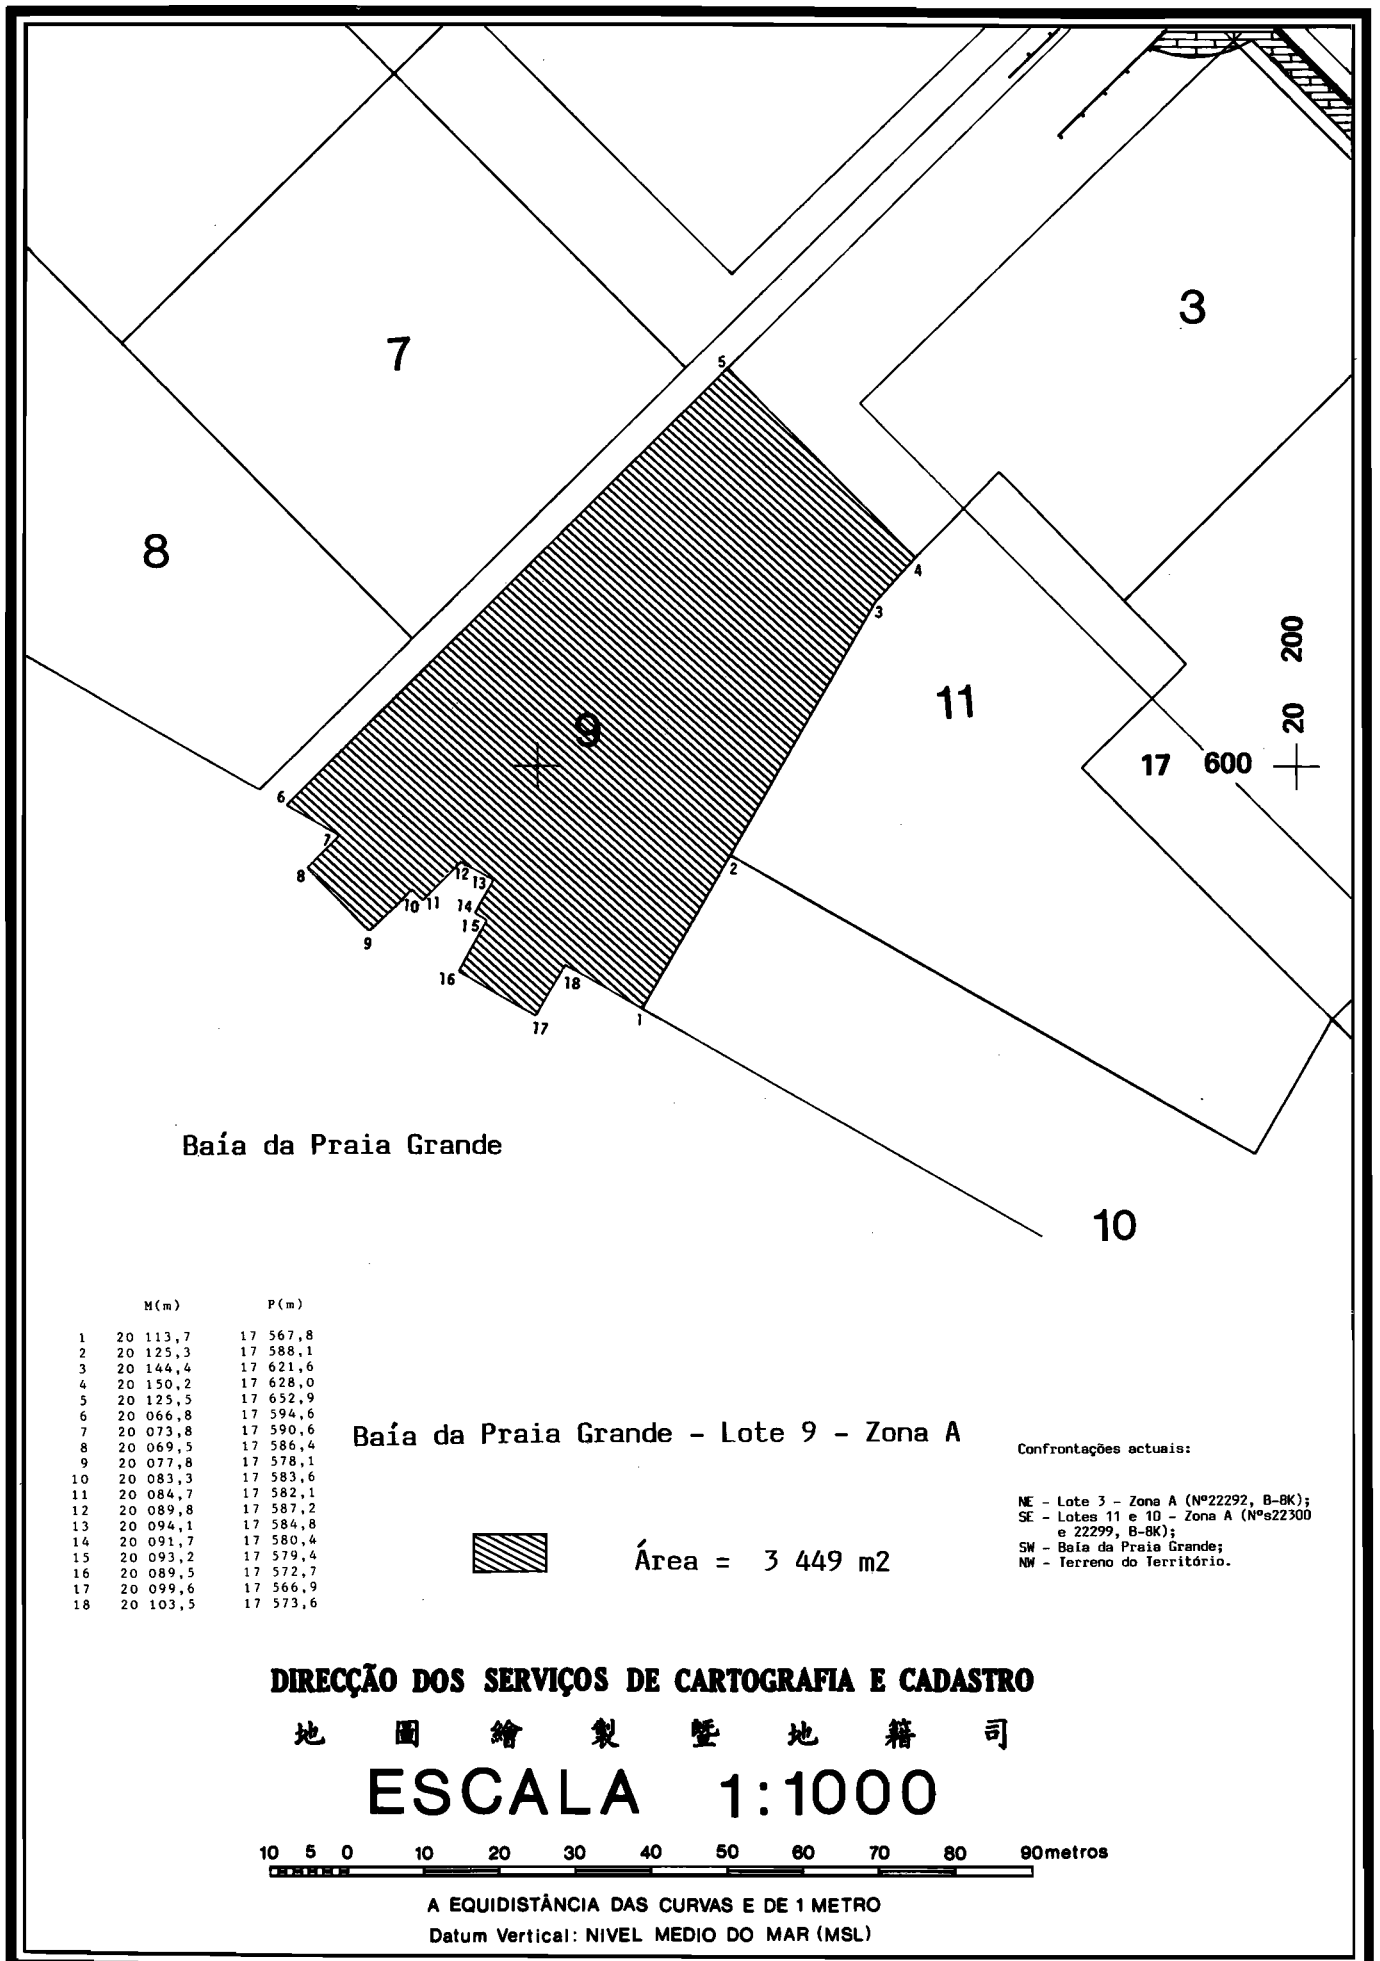 7
3
8
5
4
3
11
200
20
17 600
9
6
7
8
9
10
11
12
13
14
15
16
17
18
1
2
Baía da Praia Grande
10
M(m) P(m)
1 20 113,7 17 567,8
2 20 125,3 17 588,1
3 20 144,4 17 621,6
4 20 150,2 17 628,0
5 20 125,5 17 652,9
6 20 066,8 17 594,6
7 20 073,8 17 590,6
8 20 069,5 17 586,4
9 20 077,8 17 578,1
10 20 083,3 17 583,6
11 20 084,7 17 582,1
12 20 089,8 17 587,2
13 20 094,1 17 584,8
14 20 091,7 17 580,4
15 20 093,2 17 579,4
16 20 089,5 17 572,7
17 20 099,6 17 566,9
18 20 103,5 17 573,6
Baía da Praia Grande - Lote 9 - Zona A
Área = 3 449 m2
Confrontações actuais:
NE - Lote 3 - Zona A (Nº22292, B-8K);
SE - Lotes 11 e 10 - Zona A (Nºs22300
e 22299, B-8K);
SW - Baía da Praia Grande;
NW - Terreno do Território.
DIRECÇÃO DOS SERVIÇOS DE CARTOGRAFIA E CADASTRO
地圖繪製暨地籍司
ESCALA 1:1000
10 5 0 10 20 30 40 50 60 70 80 90 metros
A EQUIDISTÂNCIA DAS CURVAS E DE 1 METRO
Datum Vertical: NIVEL MEDIO DO MAR (MSL)